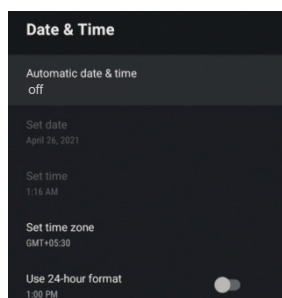 Date & Time
Automatic date & time
off
Set date
April 26, 2021
Set time
1:16 AM
Set time zone
GMT+05:30
Use 24-hour format
1:00 PM